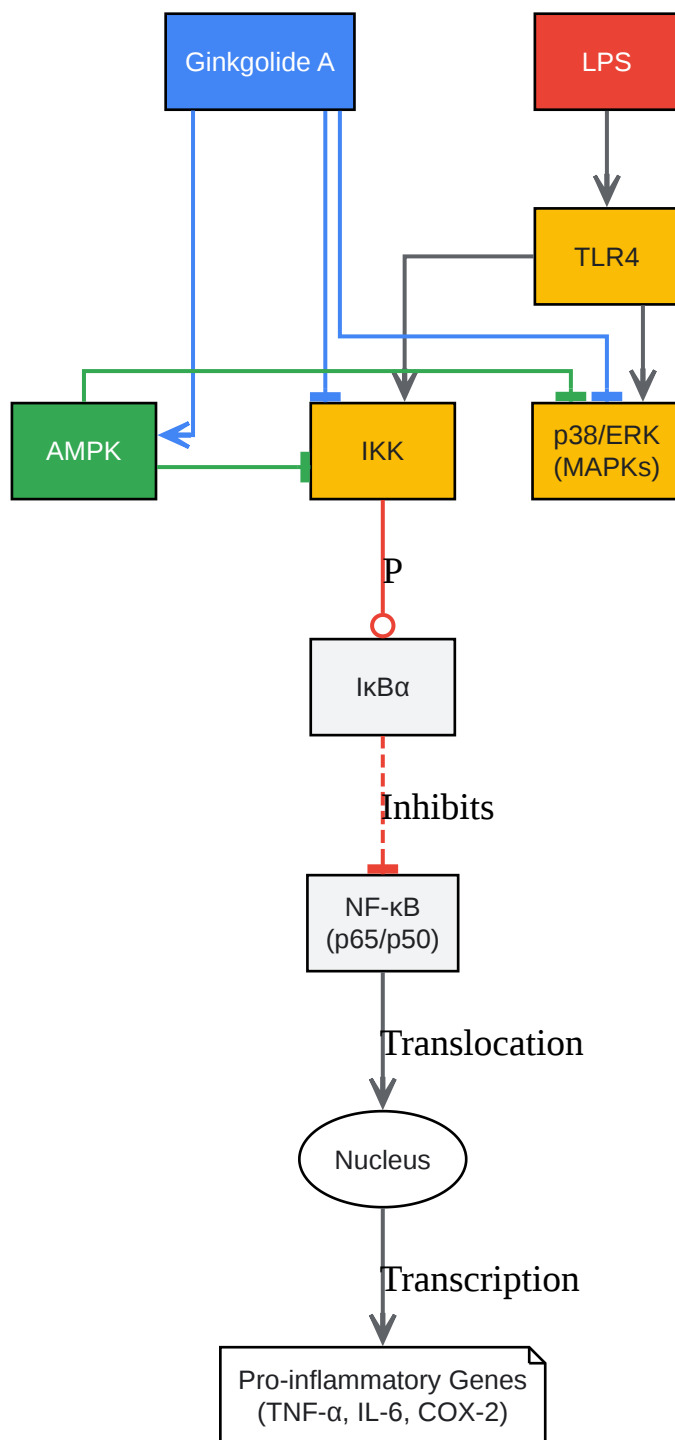 Ginkgolide A
LPS
TLR4
AMPK
IKK
p38/ERK
(MAPKs)
P
IκBα
Inhibits
NF-κB
(p65/p50)
Translocation
Nucleus
Transcription
Pro-inflammatory Genes
(TNF-α, IL-6, COX-2)